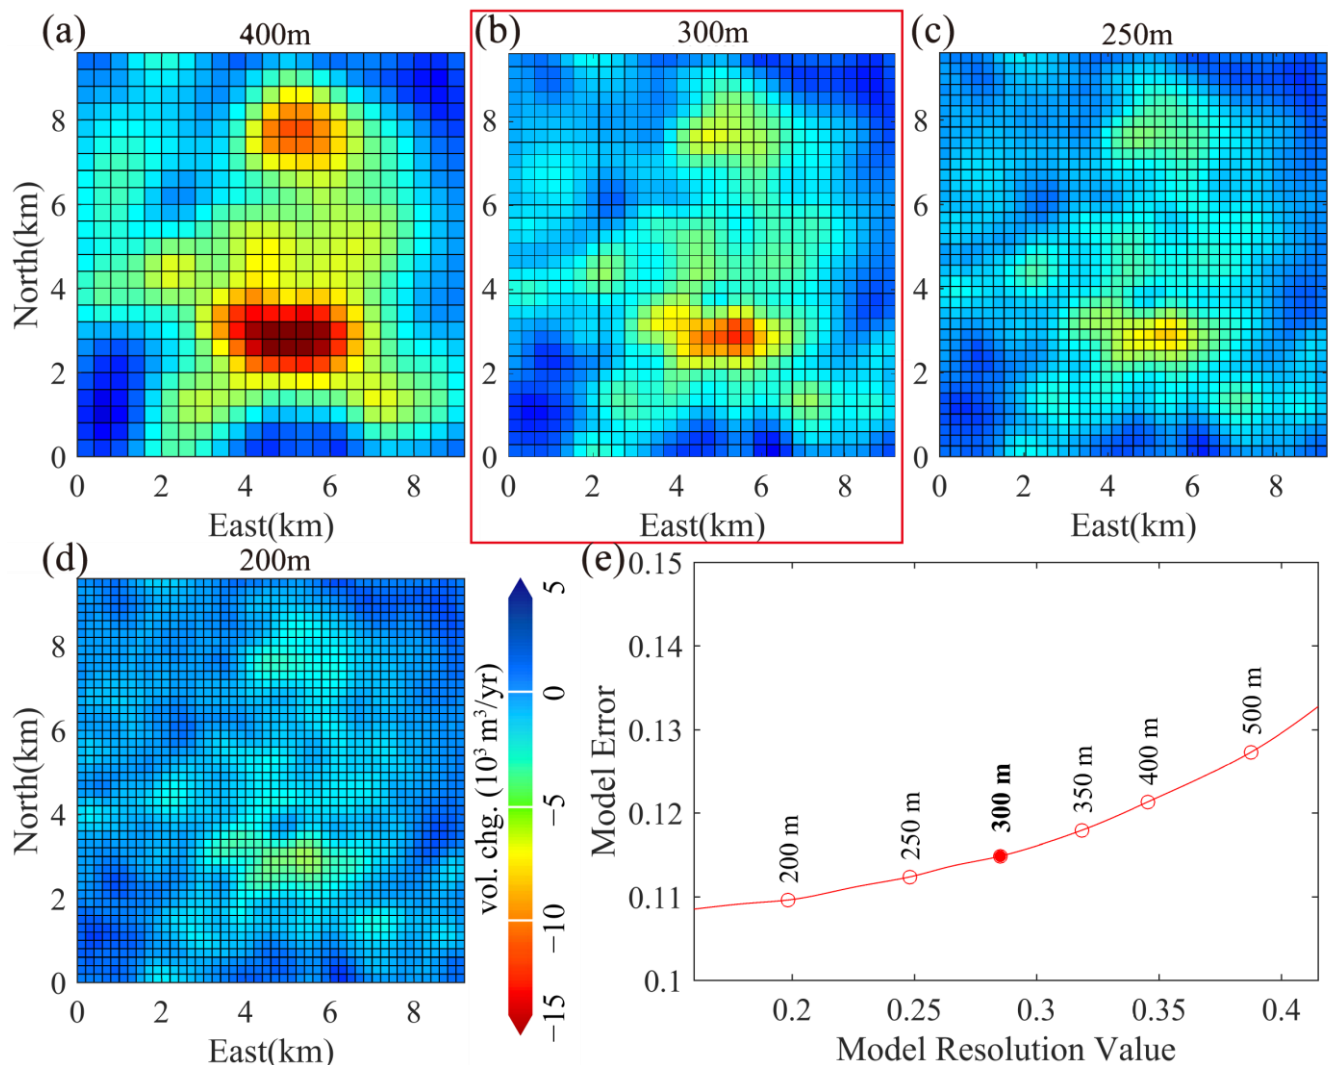 (a)
400m
North(km)
8
6
4
2
0
0 2 4 6 8
East(km)
(b)
300m
8
6
4
2
0
0 2 4 6 8
East(km)
(c)
250m
8
6
4
2
0
0 2 4 6 8
East(km)
(d)
200m
North(km)
8
6
4
2
0
0 2 4 6 8
East(km)
vol. chg. (10³ m³/yr)
5
0
−5
−10
−15
(e)
Model Error
0.15
0.14
0.13
0.12
0.11
0.1
200 m
250 m
300 m
350 m
400 m
500 m
0.2 0.25 0.3 0.35 0.4
Model Resolution Value